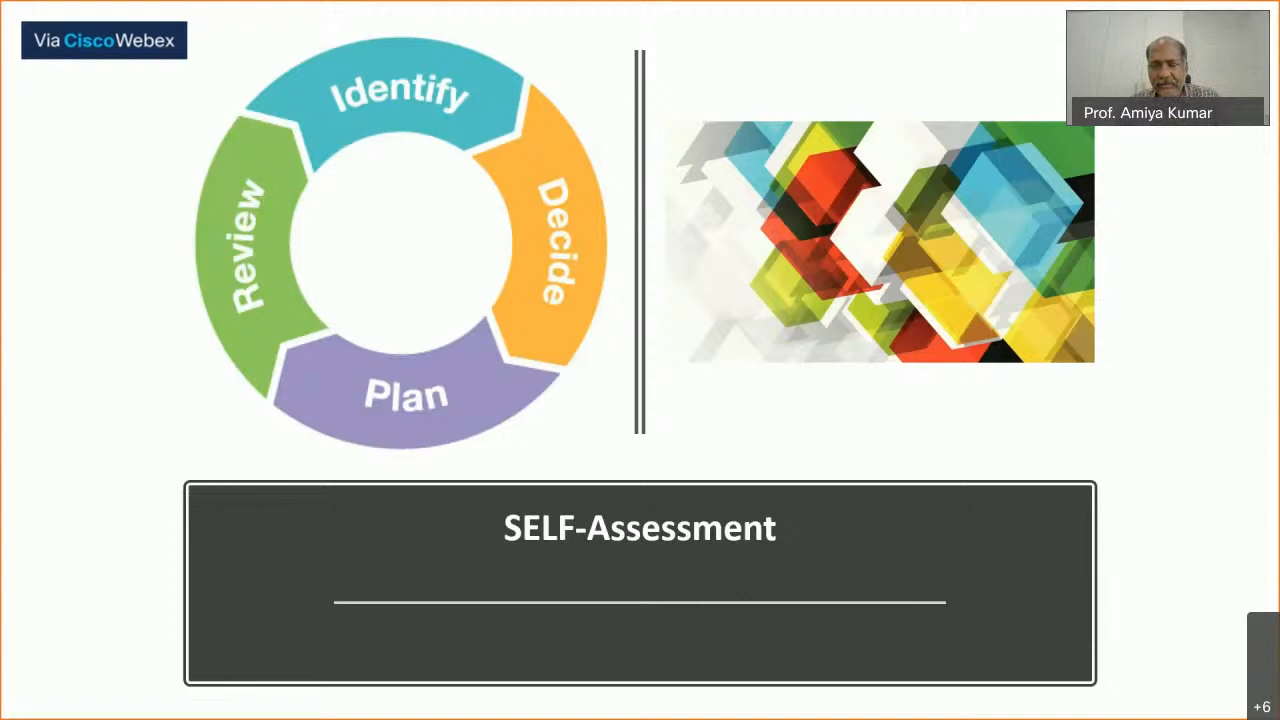 Via CiscoWebex
Identify
Decide
Plan
Review
Prof. Amiya Kumar
SELF-Assessment
+6